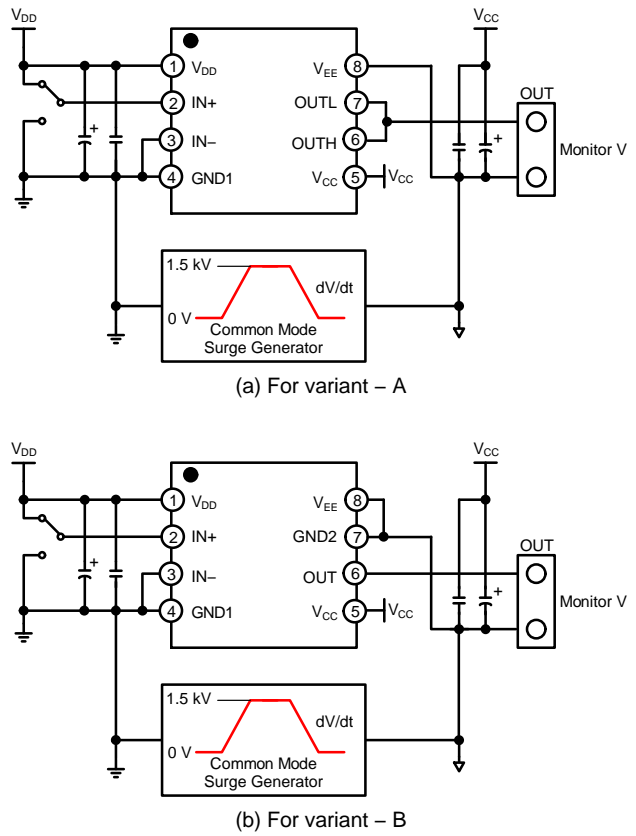 VDD
VCC
1 VDD
VEE 8
2 IN+
OUTL 7
3 IN−
OUTH 6
4 GND1
VCC 5
VCC
+
+
OUT
Monitor V
1.5 kV
dV/dt
0 V
Common Mode
Surge Generator
(a) For variant − A
VDD
VCC
1 VDD
VEE 8
2 IN+
GND2 7
3 IN−
OUT 6
4 GND1
VCC 5
VCC
+
+
OUT
Monitor V
1.5 kV
dV/dt
0 V
Common Mode
Surge Generator
(b) For variant − B